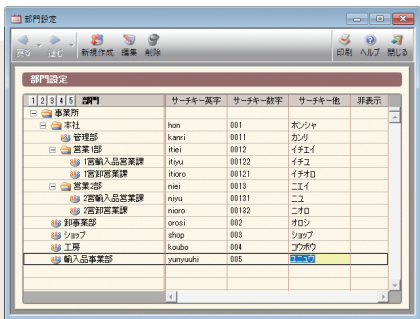 部門設定
戻る 進む 新規作成 編集 削除 印刷 ヘルプ 閉じる
部門設定
1 2 3 4 5 部門 サーチキー英字 サーチキー数字 サーチキー他 非表示
事業所
本社 hon 001 ホンシャ
管理部 kanri 0011 カンリ
営業1部 itiei 0012 イチエイ
1営輸入品営業課 itiyu 00122 イチユ
1営卸営業課 itioro 00121 イチオロ
営業2部 niei 0013 ニエイ
2営輸入品営業課 niyu 00131 ニユ
2営卸営業課 nioro 00132 ニオロ
卸事業部 orosi 002 オロシ
ショップ shop 003 ショップ
工房 koubo 004 コウボウ
輸入品事業部 yunyuuhi 005 ユニュウ